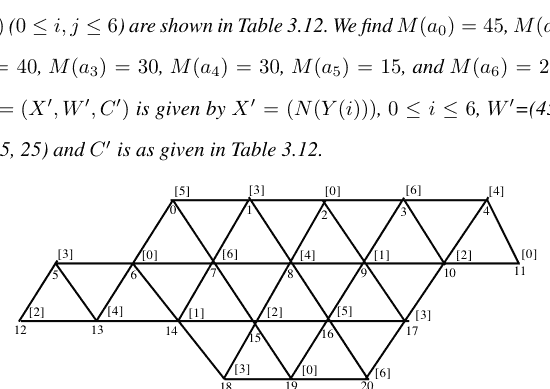 ) (0 ≤ i, j ≤ 6) are shown in Table 3.12. We find M(a₀) = 45, M(a
= 40, M(a₃) = 30, M(a₄) = 30, M(a₅) = 15, and M(a₆) = 2
= (X′, W′, C′) is given by X′ = (N(Y(i))), 0 ≤ i ≤ 6, W′=(4
5, 25) and C′ is as given in Table 3.12.
[5] [3] [0] [6] [4]
0 1 2 3 4
[3] [0] [6] [4] [1] [2] [0]
5 6 7 8 9 10 11
[2] [4] [1] [2] [5] [3]
12 13 14 15 16 17
[3] [0] [6]
18 19 20